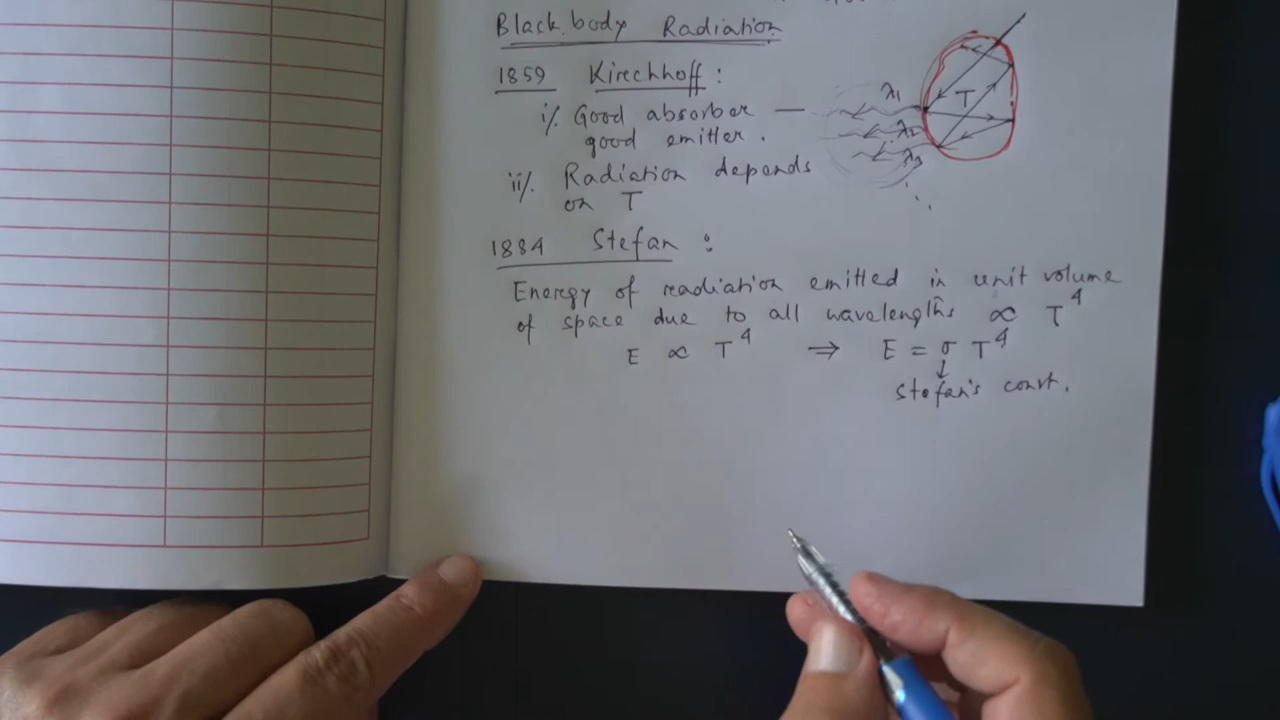 Black body Radiation
1859 Kirechhoff :
i/. Good absorber —
good emitter.
ii/. Radiation depends
on T
λ1
λ2
λ3
T
1884 Stefan :
Energy of radiation emitted in unit volume
of space due to all wavelengths ∝ T⁴
E ∝ T⁴ ⇒ E = σ T⁴
↓
Stefan's const.